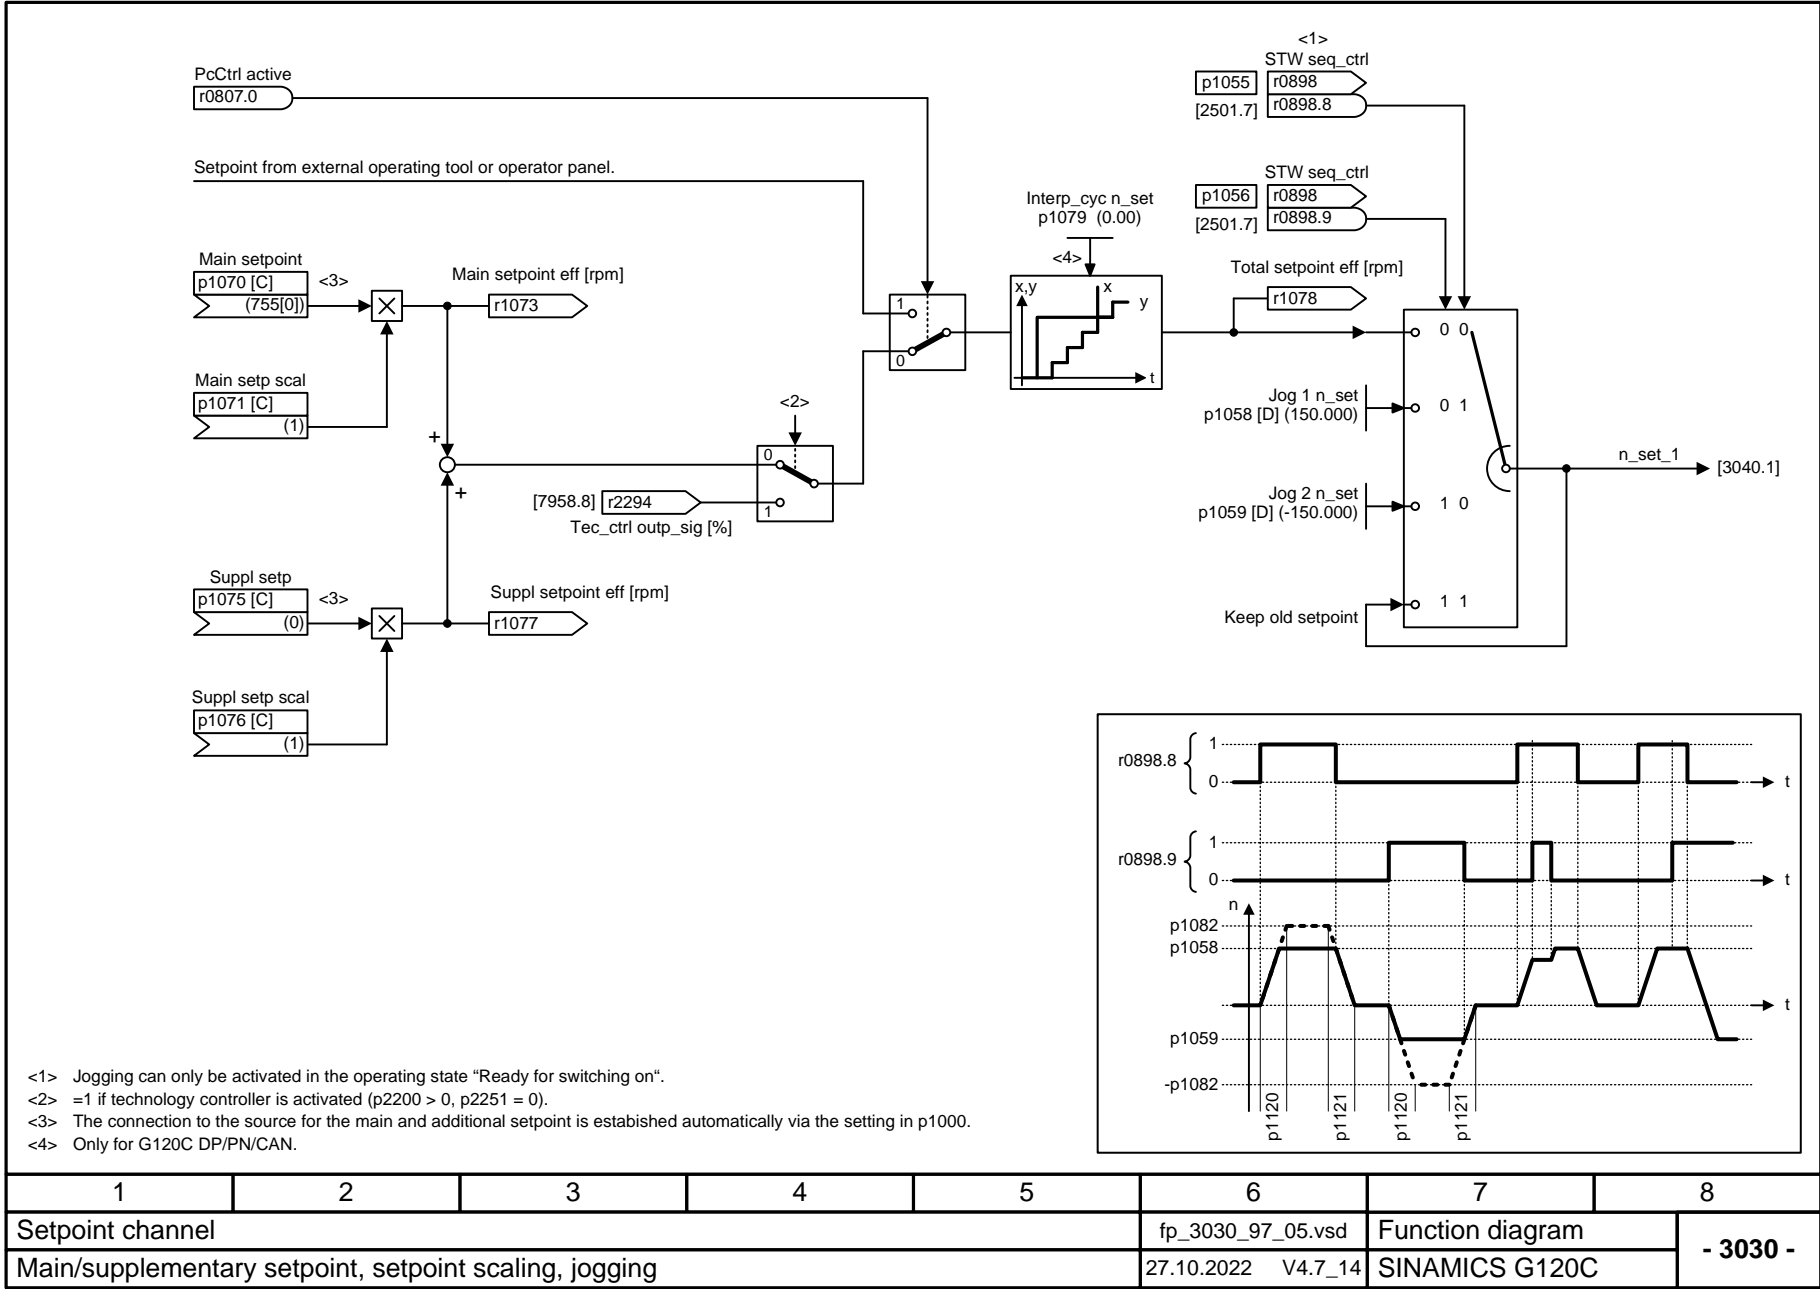 <1>
STW seq_ctrl
p1055
r0898
[2501.7]
r0898.8
PcCtrl active
r0807.0
Setpoint from external operating tool or operator panel.
STW seq_ctrl
p1056
r0898
[2501.7]
r0898.9
Interp_cyc n_set
p1079 (0.00)
<4>
x,y
x
y
t
Total setpoint eff [rpm]
r1078
Main setpoint
p1070 [C]
(755[0])
<3>
Main setpoint eff [rpm]
r1073
1
0
Main setp scal
p1071 [C]
(1)
+
+
<2>
0
1
[7958.8]
r2294
Tec_ctrl outp_sig [%]
0 0
Jog 1 n_set
p1058 [D] (150.000)
0 1
n_set_1
[3040.1]
Jog 2 n_set
p1059 [D] (-150.000)
1 0
Keep old setpoint
1 1
Suppl setp
p1075 [C]
(0)
<3>
Suppl setpoint eff [rpm]
r1077
Suppl setp scal
p1076 [C]
(1)
r0898.8
1
0
t
r0898.9
1
0
t
n
p1082
p1058
t
p1059
-p1082
p1120
p1121
p1120
p1121
<1> Jogging can only be activated in the operating state “Ready for switching on“.
<2> =1 if technology controller is activated (p2200 > 0, p2251 = 0).
<3> The connection to the source for the main and additional setpoint is estabished automatically via the setting in p1000.
<4> Only for G120C DP/PN/CAN.
1 2 3 4 5 6 7 8
Setpoint channel
fp_3030_97_05.vsd
Function diagram
- 3030 -
Main/supplementary setpoint, setpoint scaling, jogging
27.10.2022 V4.7_14
SINAMICS G120C